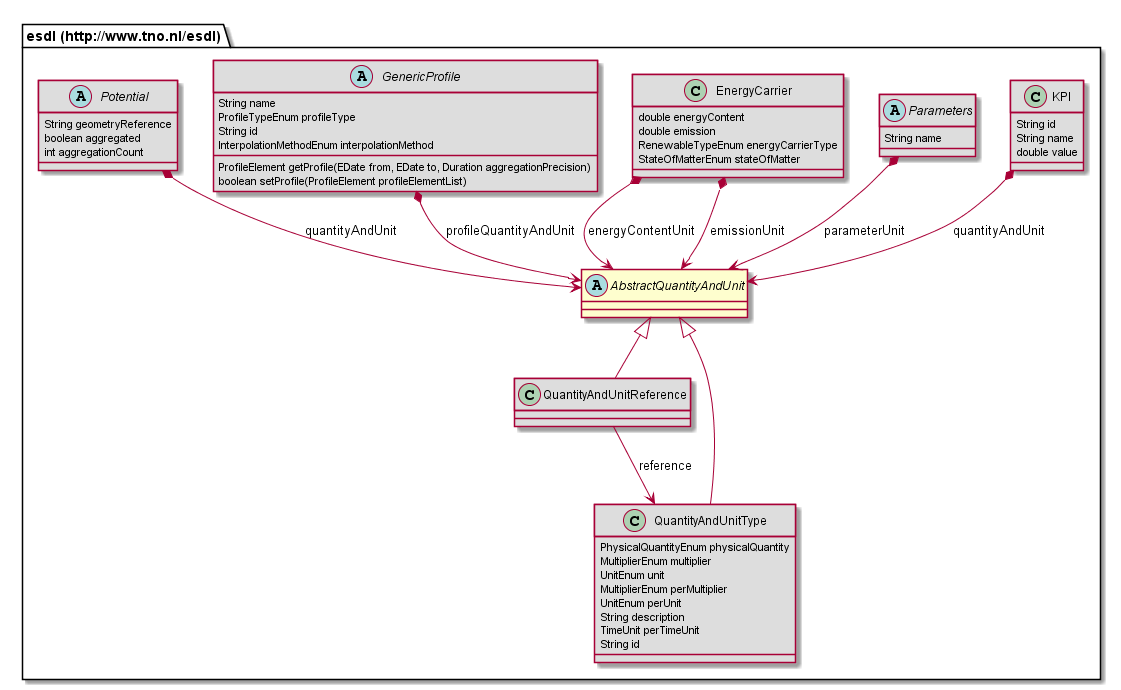 esdl (http://www.tno.nl/esdl)
A Potential
String geometryReference
boolean aggregated
int aggregationCount
A GenericProfile
String name
ProfileTypeEnum profileType
String id
InterpolationMethodEnum interpolationMethod
ProfileElement getProfile(EDate from, EDate to, Duration aggregationPrecision)
boolean setProfile(ProfileElement profileElementList)
C EnergyCarrier
double energyContent
double emission
RenewableTypeEnum energyCarrierType
StateOfMatterEnum stateOfMatter
A Parameters
String name
C KPI
String id
String name
double value
quantityAndUnit
profileQuantityAndUnit
energyContentUnit
emissionUnit
parameterUnit
quantityAndUnit
A AbstractQuantityAndUnit
C QuantityAndUnitReference
reference
C QuantityAndUnitType
PhysicalQuantityEnum physicalQuantity
MultiplierEnum multiplier
UnitEnum unit
MultiplierEnum perMultiplier
UnitEnum perUnit
String description
TimeUnit perTimeUnit
String id